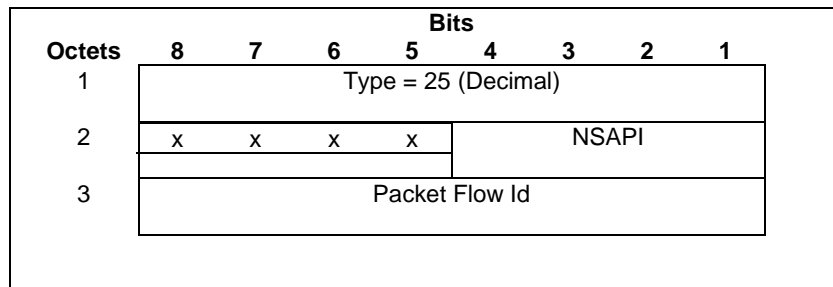 Bits
Octets 8 7 6 5 4 3 2 1
1 Type = 25 (Decimal)
2 x x x x NSAPI
3 Packet Flow Id